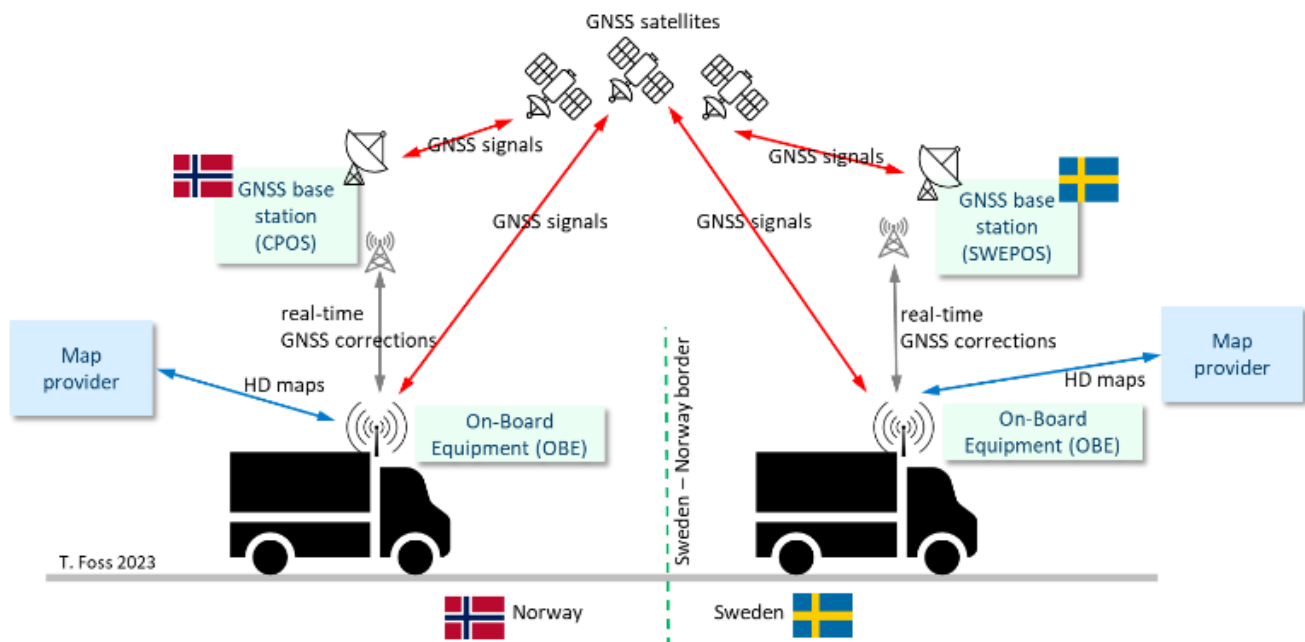 GNSS satellites
GNSS signals
GNSS signals
GNSS base
station
(CPOS)
GNSS signals
GNSS signals
GNSS base
station
(SWEPOS)
real-time
GNSS corrections
real-time
GNSS corrections
Map
provider
HD maps
Map
provider
HD maps
On-Board
Equipment (OBE)
On-Board
Equipment (OBE)
Sweden – Norway border
T. Foss 2023
Norway
Sweden